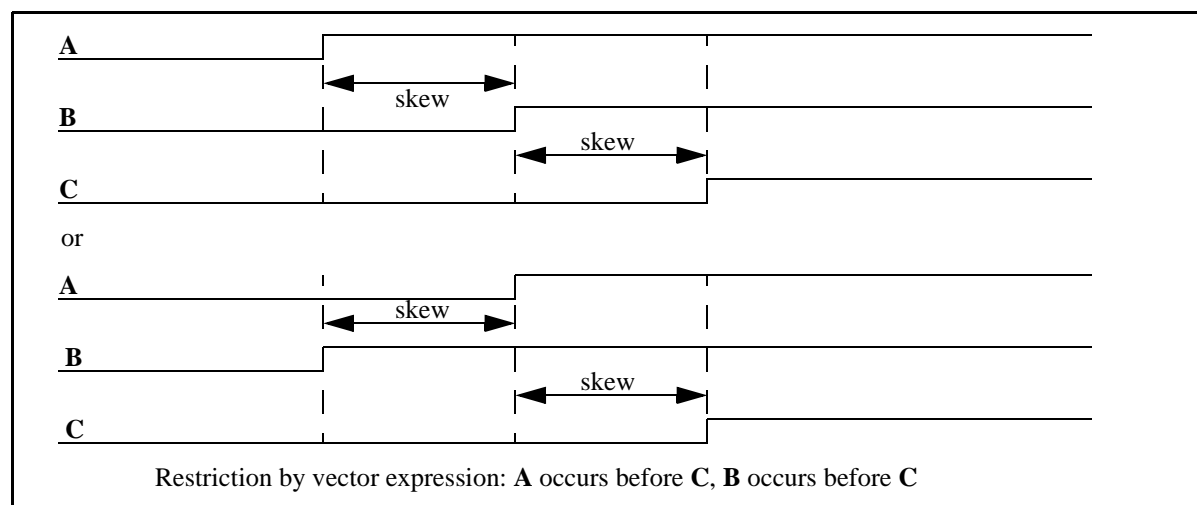 A
skew
B
skew
C
or
A
skew
B
skew
C
Restriction by vector expression: A occurs before C, B occurs before C